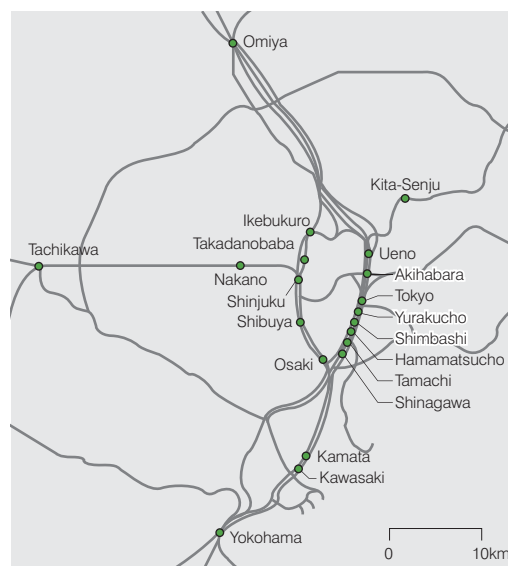 Omiya
Kita-Senju
Ikebukuro
Takadanobaba
Tachikawa
Ueno
Akihabara
Nakano
Shinjuku
Tokyo
Yurakucho
Shibuya
Shimbashi
Osaki
Hamamatsucho
Tamachi
Shinagawa
Kamata
Kawasaki
Yokohama
0 10km